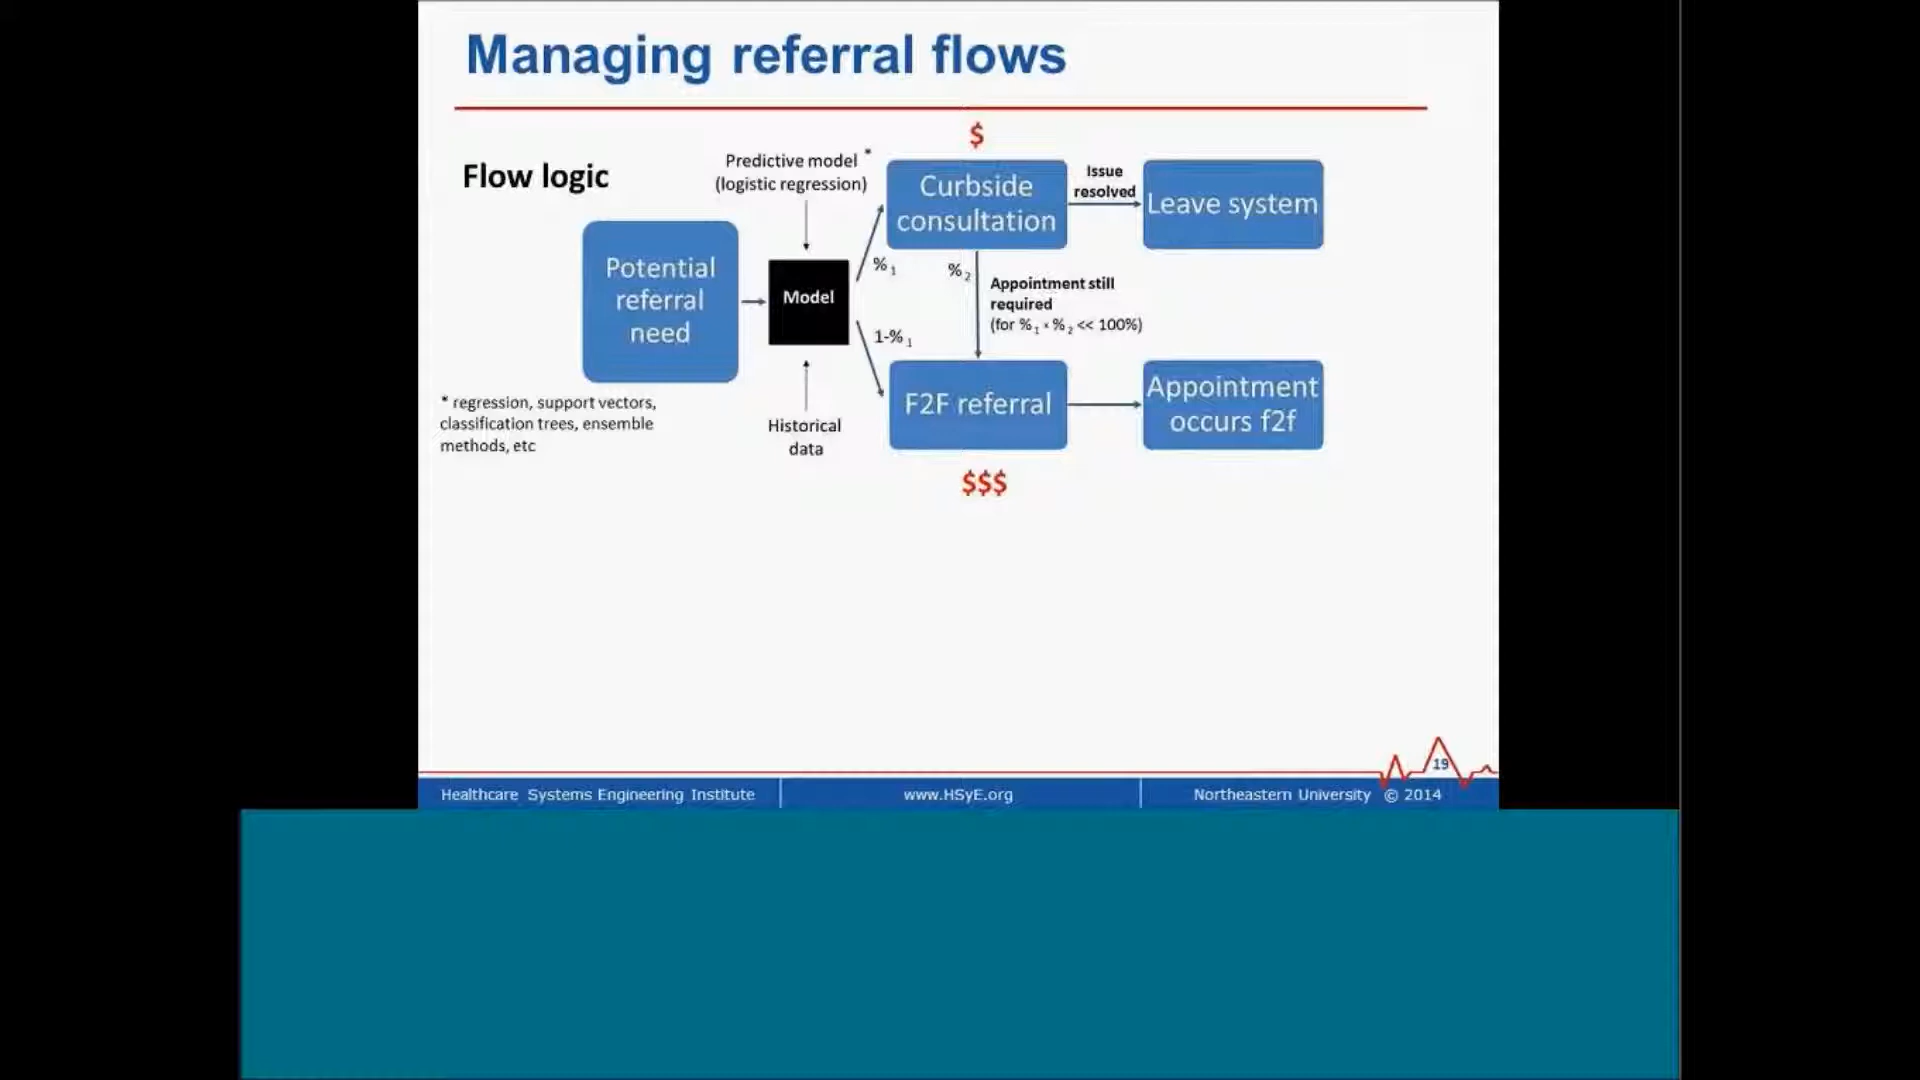 Managing referral flows
$
Flow logic
Predictive model *
(logistic regression)
Potential
referral
need
Model
Historical
data
* regression, support vectors,
classification trees, ensemble
methods, etc
% 1
1-% 1
Curbside
consultation
Issue
resolved
Leave system
% 2
Appointment still
required
(for % 1 * % 2 << 100%)
F2F referral
Appointment
occurs f2f
$$$
19
Healthcare Systems Engineering Institute
www.HSyE.org
Northeastern University © 2014